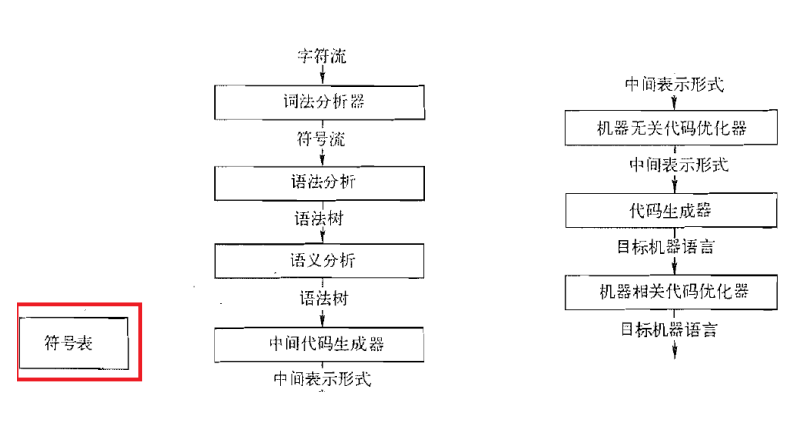 字符流
词法分析器
符号流
语法分析
语法树
语义分析
语法树
中间代码生成器
中间表示形式
符号表
中间表示形式
机器无关代码优化器
中间表示形式
代码生成器
目标机器语言
机器相关代码优化器
目标机器语言